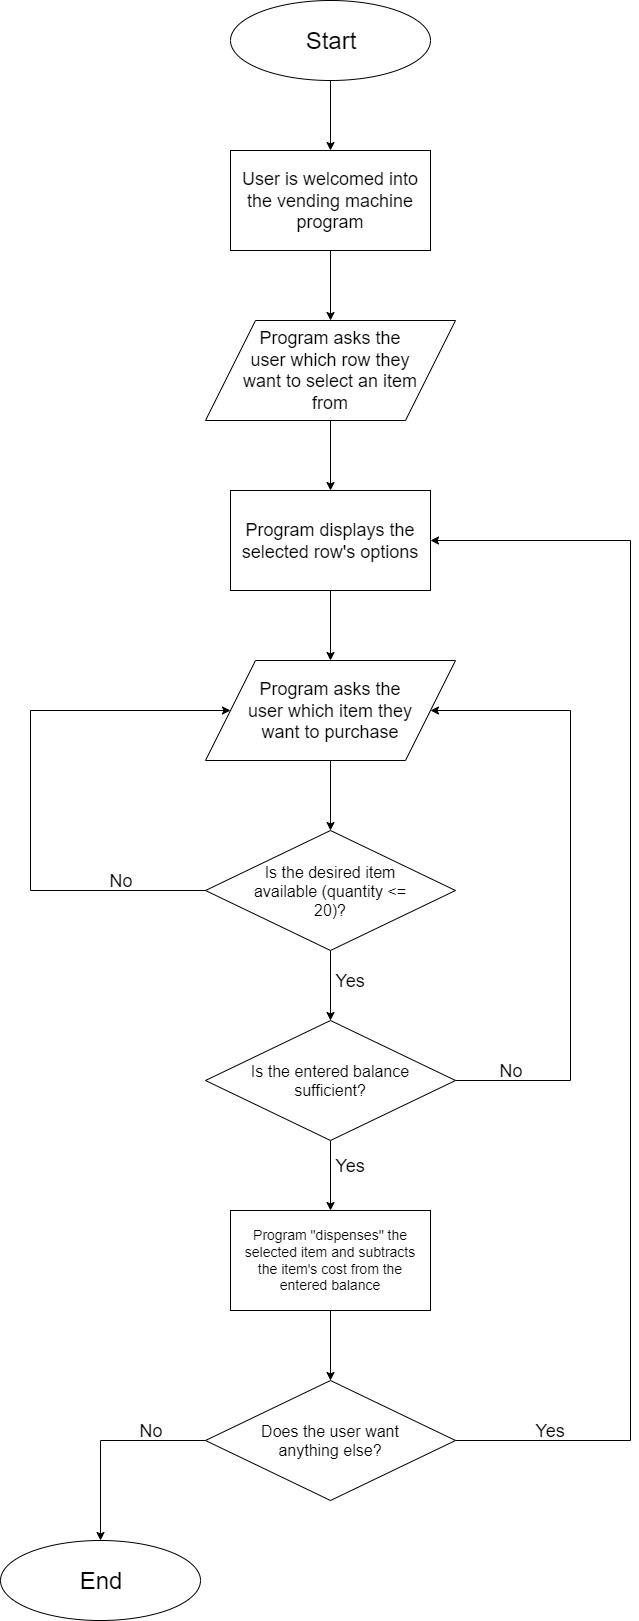 Start
User is welcomed into
the vending machine
program
Program asks the
user which row they
want to select an item
from
Program displays the
selected row's options
Program asks the
user which item they
want to purchase
Is the desired item
available (quantity <=
20)?
No
Yes
Is the entered balance
sufficient?
No
Yes
Program "dispenses" the
selected item and subtracts
the item's cost from the
entered balance
Does the user want
anything else?
No
Yes
End